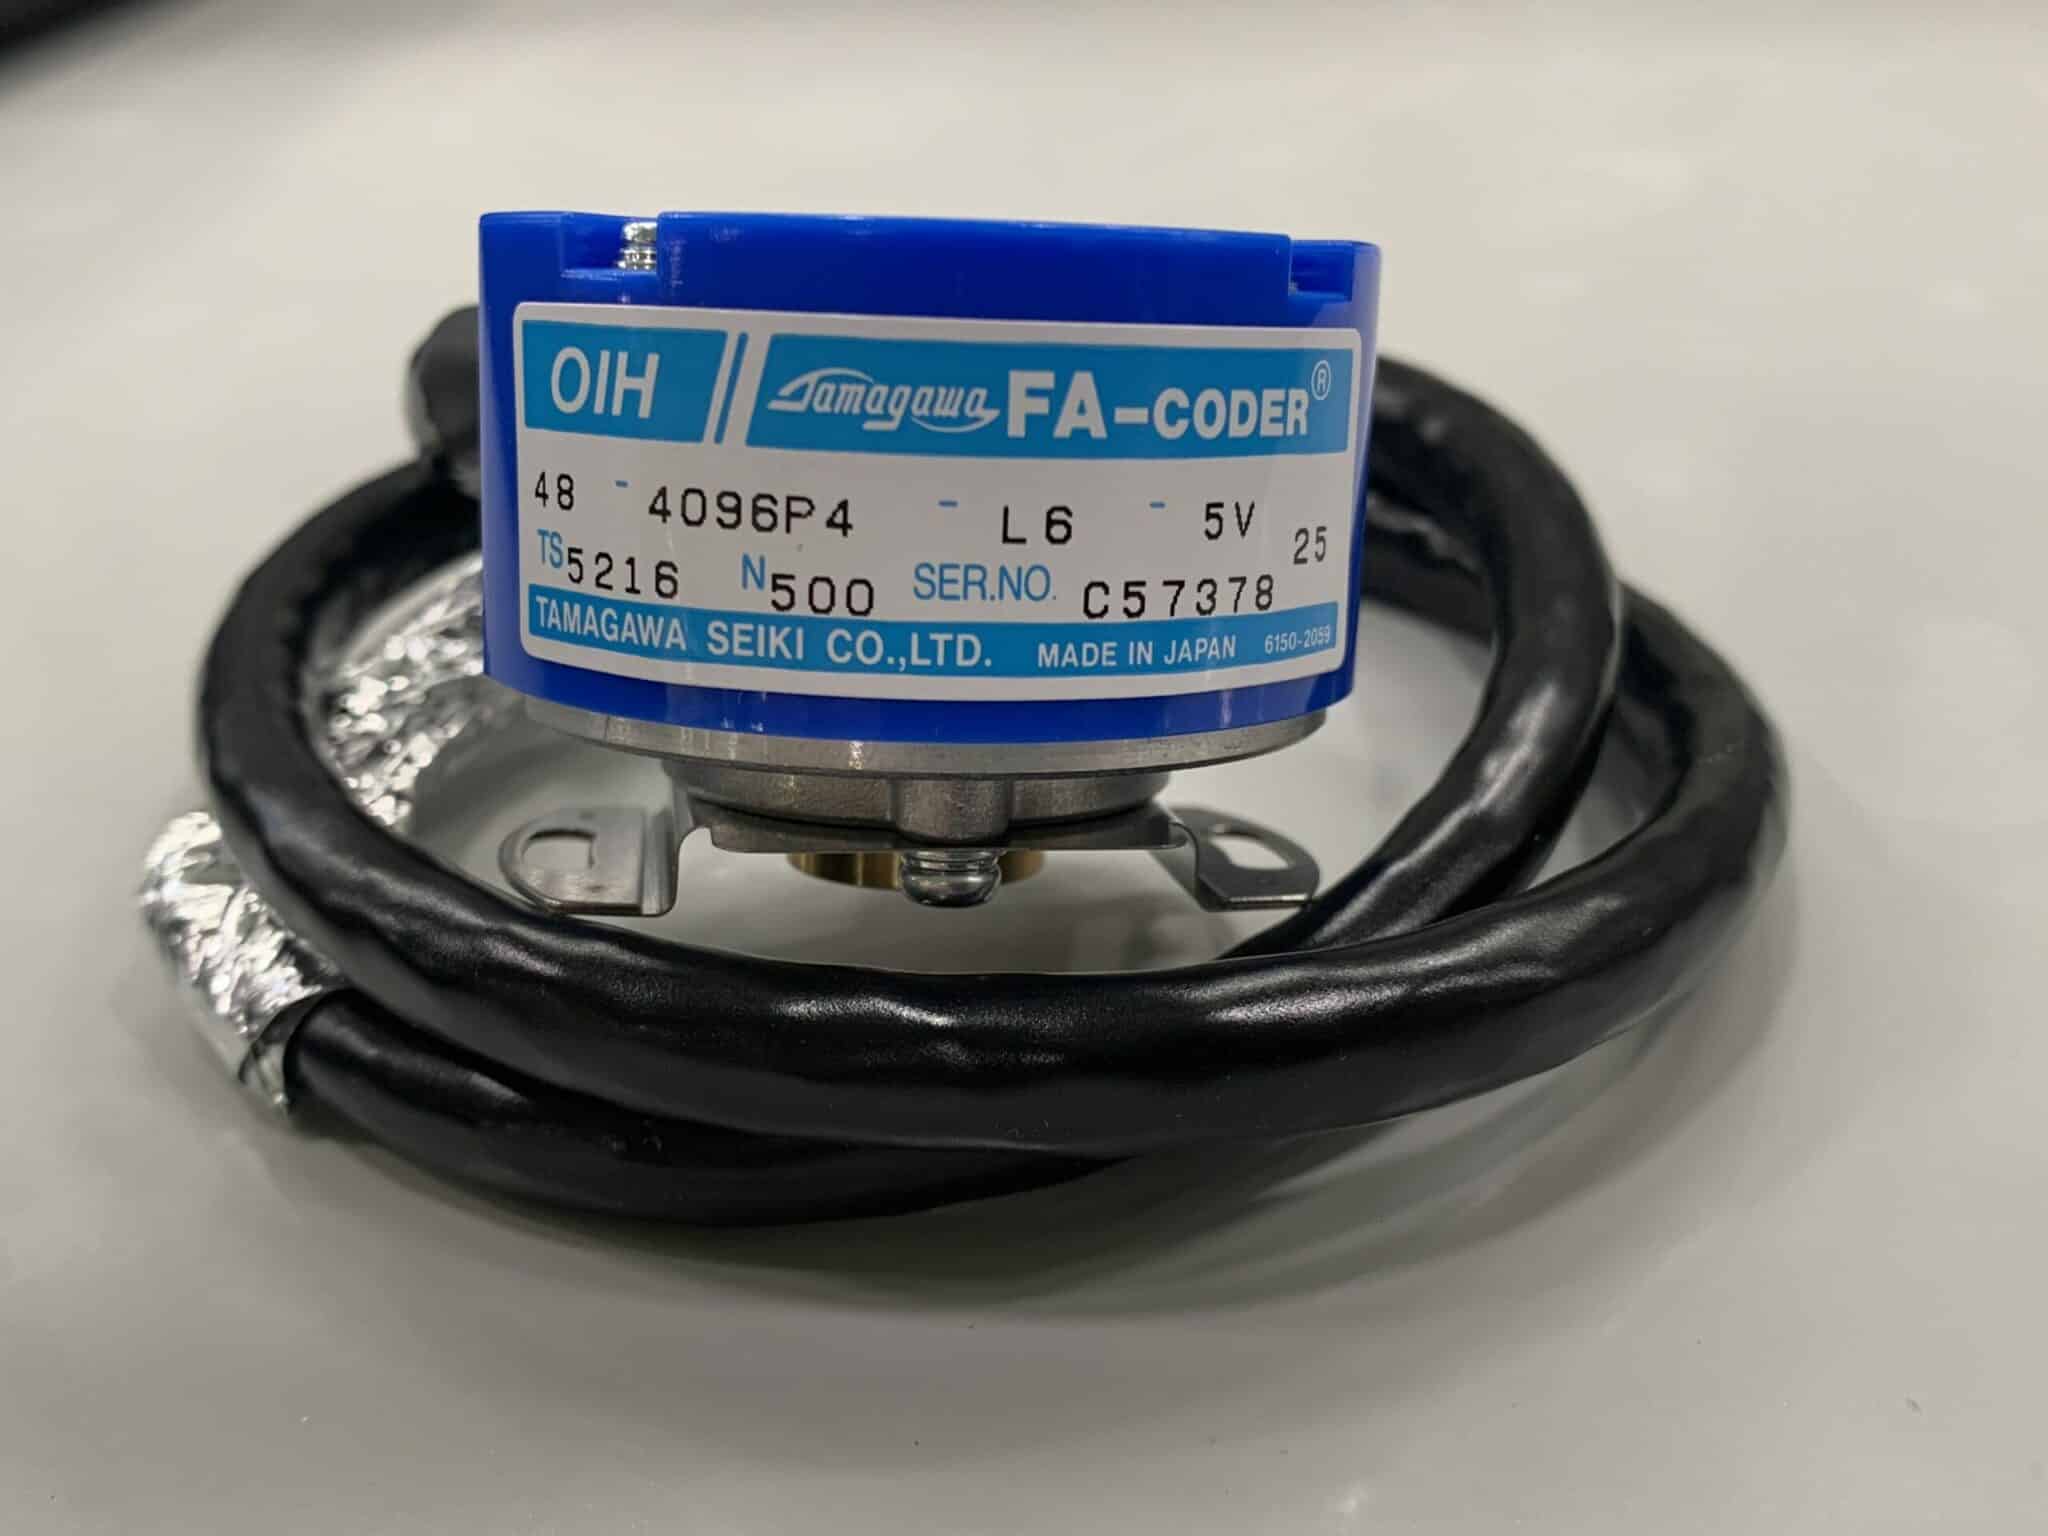 OIH Tamagawa FA-CODER®
48 - 4096P4 - L6 - 5V
TS5216 N500 SER.NO. C57378 25
TAMAGAWA SEIKI CO.,LTD. MADE IN JAPAN 6150-2059